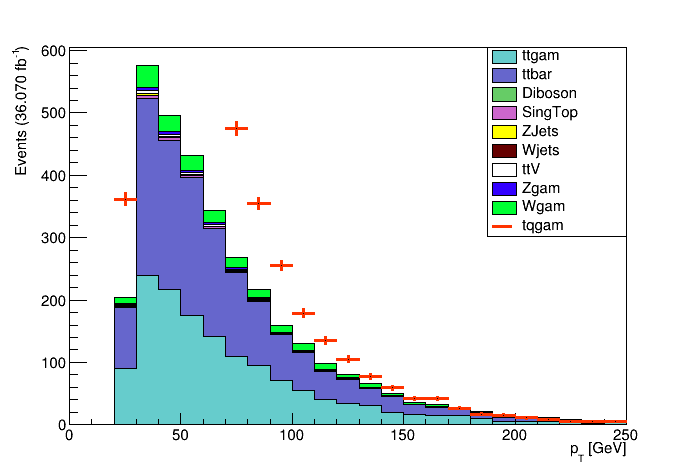 Events (36.070 fb⁻¹)
600
500
400
300
200
100
0
0
50
100
150
200
250
p_T [GeV]
ttgam
ttbar
Diboson
SingTop
ZJets
Wjets
ttV
Zgam
Wgam
tqgam